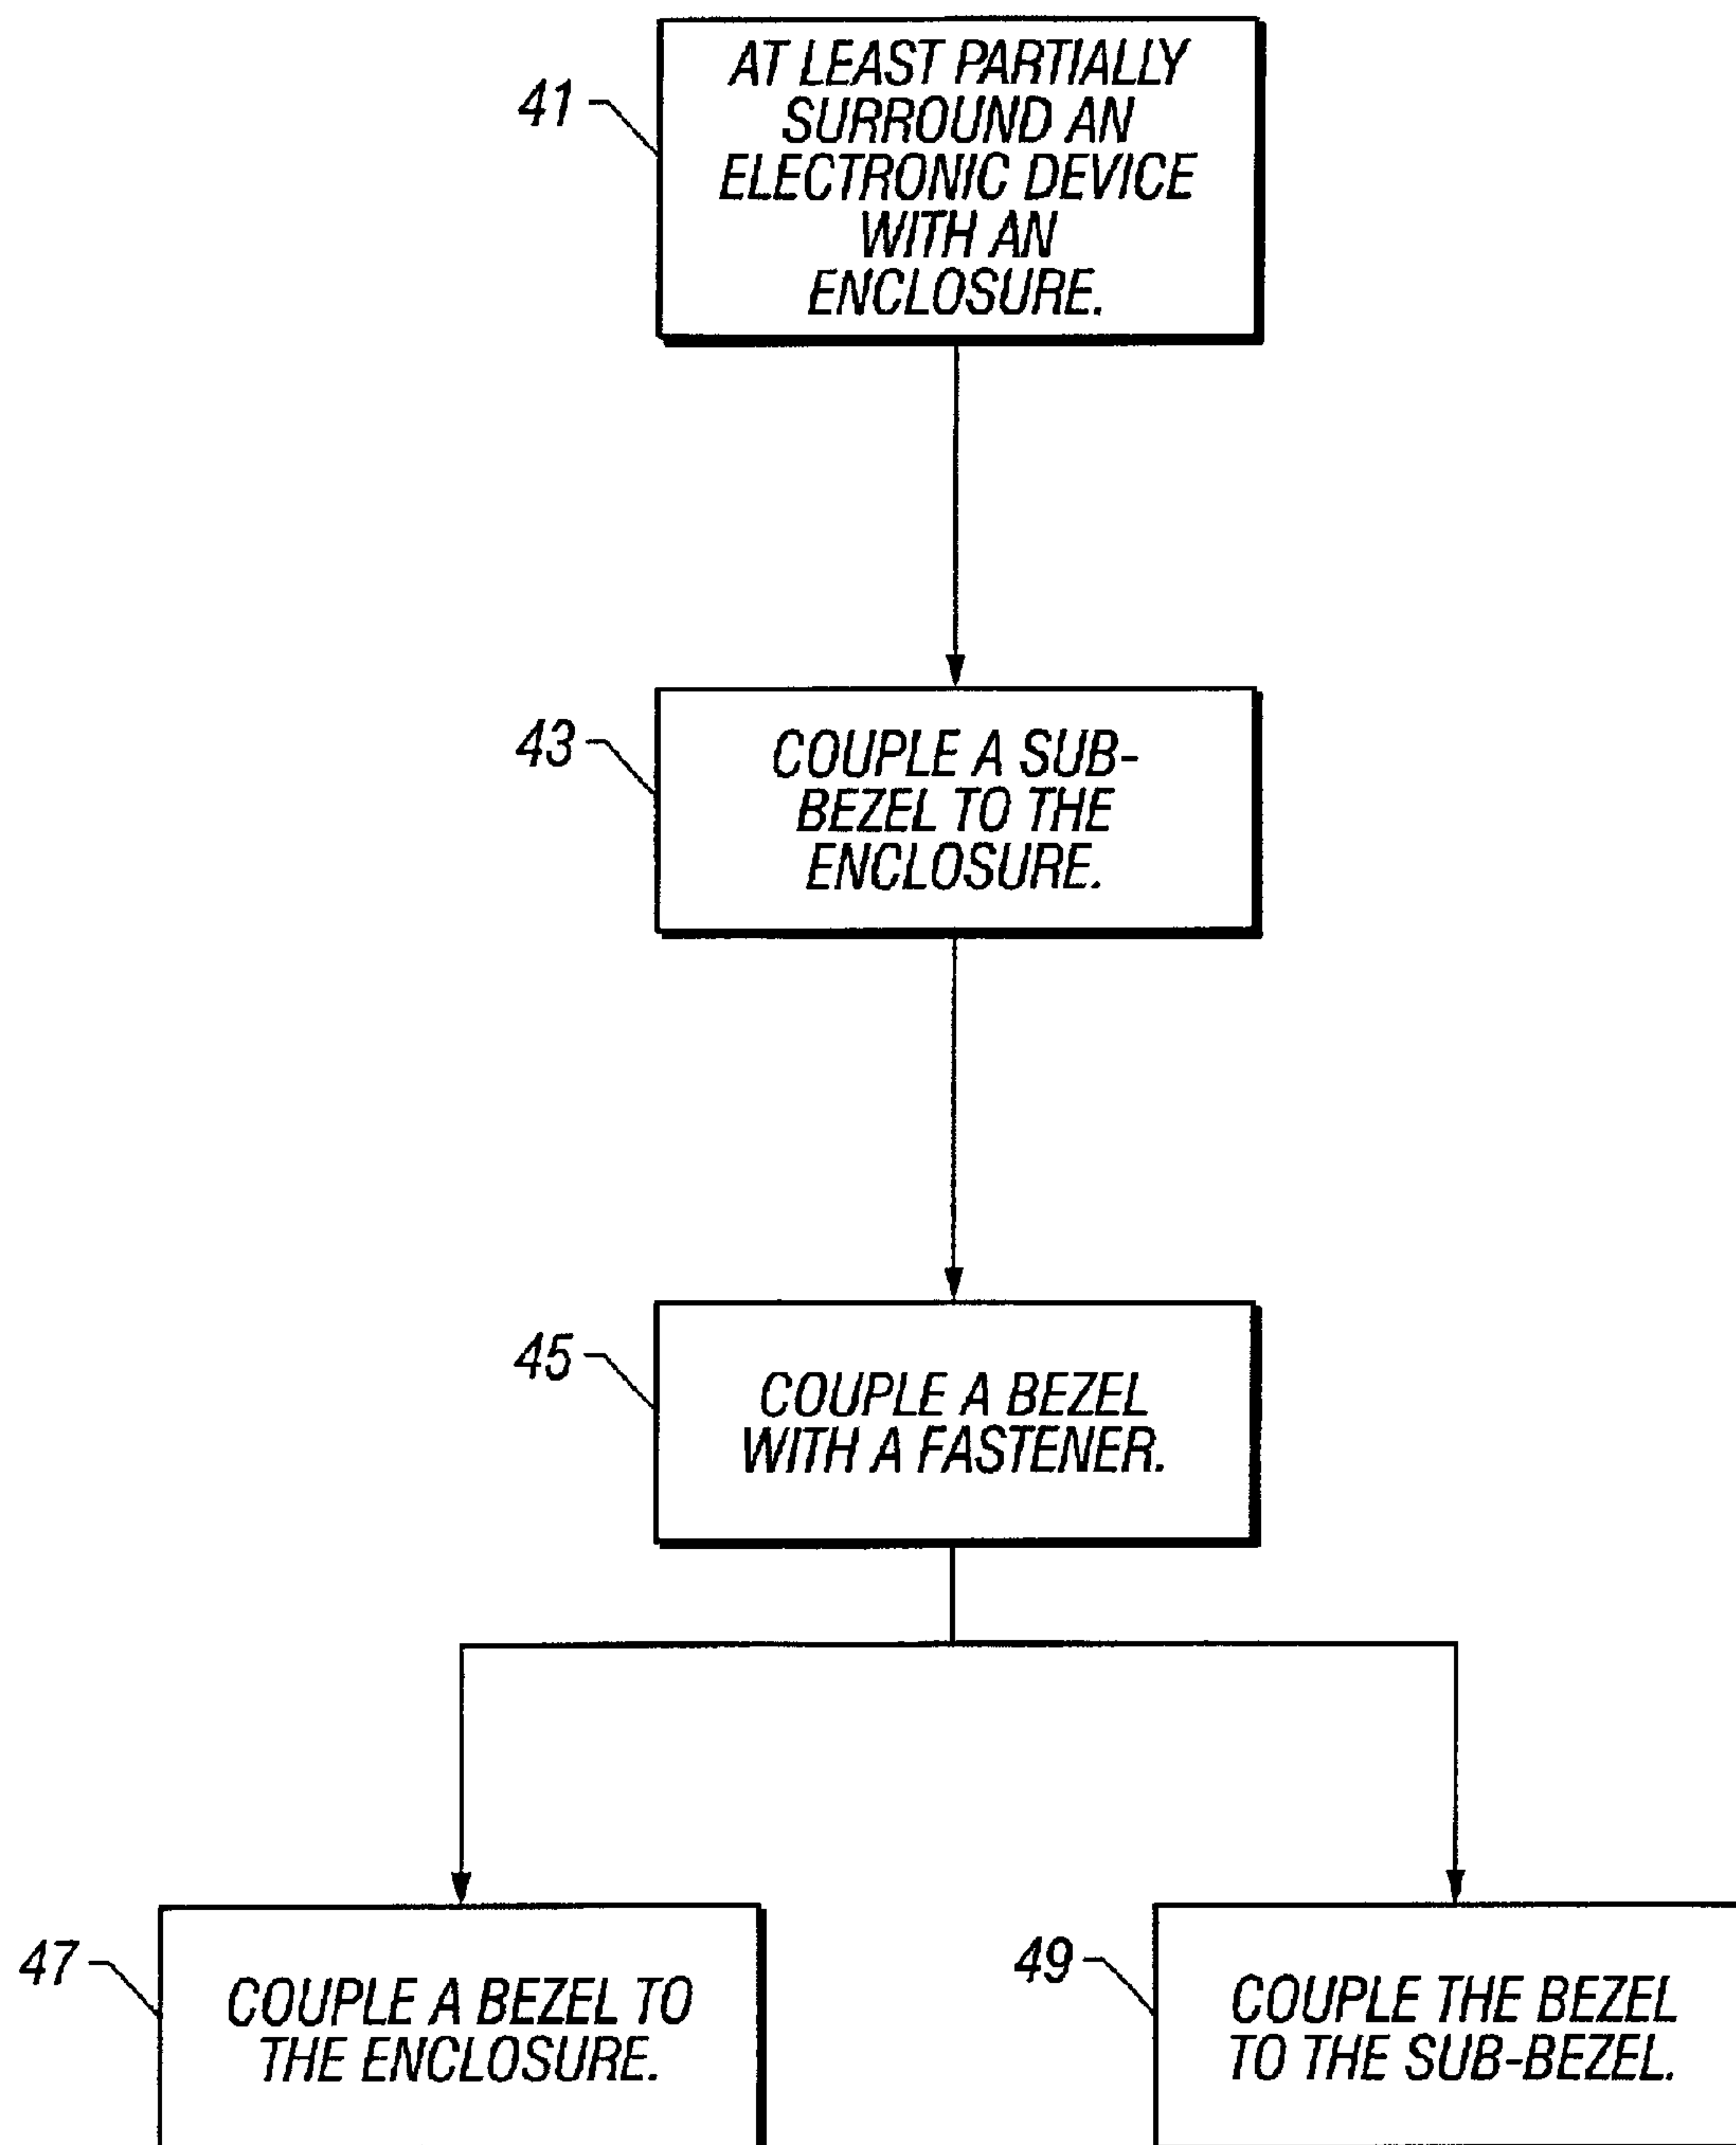 41
AT LEAST PARTIALLY
SURROUND AN
ELECTRONIC DEVICE
WITH AN
ENCLOSURE.
43
COUPLE A SUB-
BEZEL TO THE
ENCLOSURE.
45
COUPLE A BEZEL
WITH A FASTENER.
47
COUPLE A BEZEL TO
THE ENCLOSURE.
49
COUPLE THE BEZEL
TO THE SUB-BEZEL.